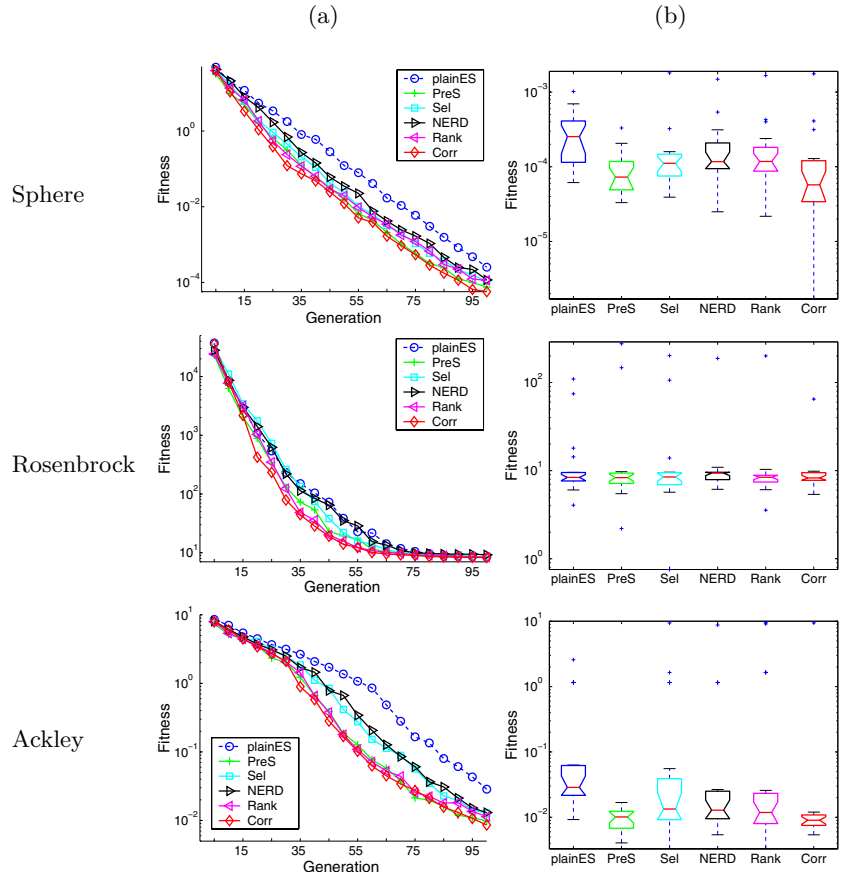 (a) (b)
Sphere
Fitness
10^0
10^-2
10^-4
15 35 55 75 95
Generation
plainES
PreS
Sel
NERD
Rank
Corr
Fitness
10^-3
10^-4
10^-5
plainES PreS Sel NERD Rank Corr
Rosenbrock
Fitness
10^4
10^3
10^2
10^1
15 35 55 75 95
Generation
plainES
PreS
Sel
NERD
Rank
Corr
Fitness
10^2
10^1
10^0
plainES PreS Sel NERD Rank Corr
Ackley
Fitness
10^1
10^0
10^-1
10^-2
15 35 55 75 95
Generation
plainES
PreS
Sel
NERD
Rank
Corr
Fitness
10^1
10^0
10^-1
10^-2
plainES PreS Sel NERD Rank Corr